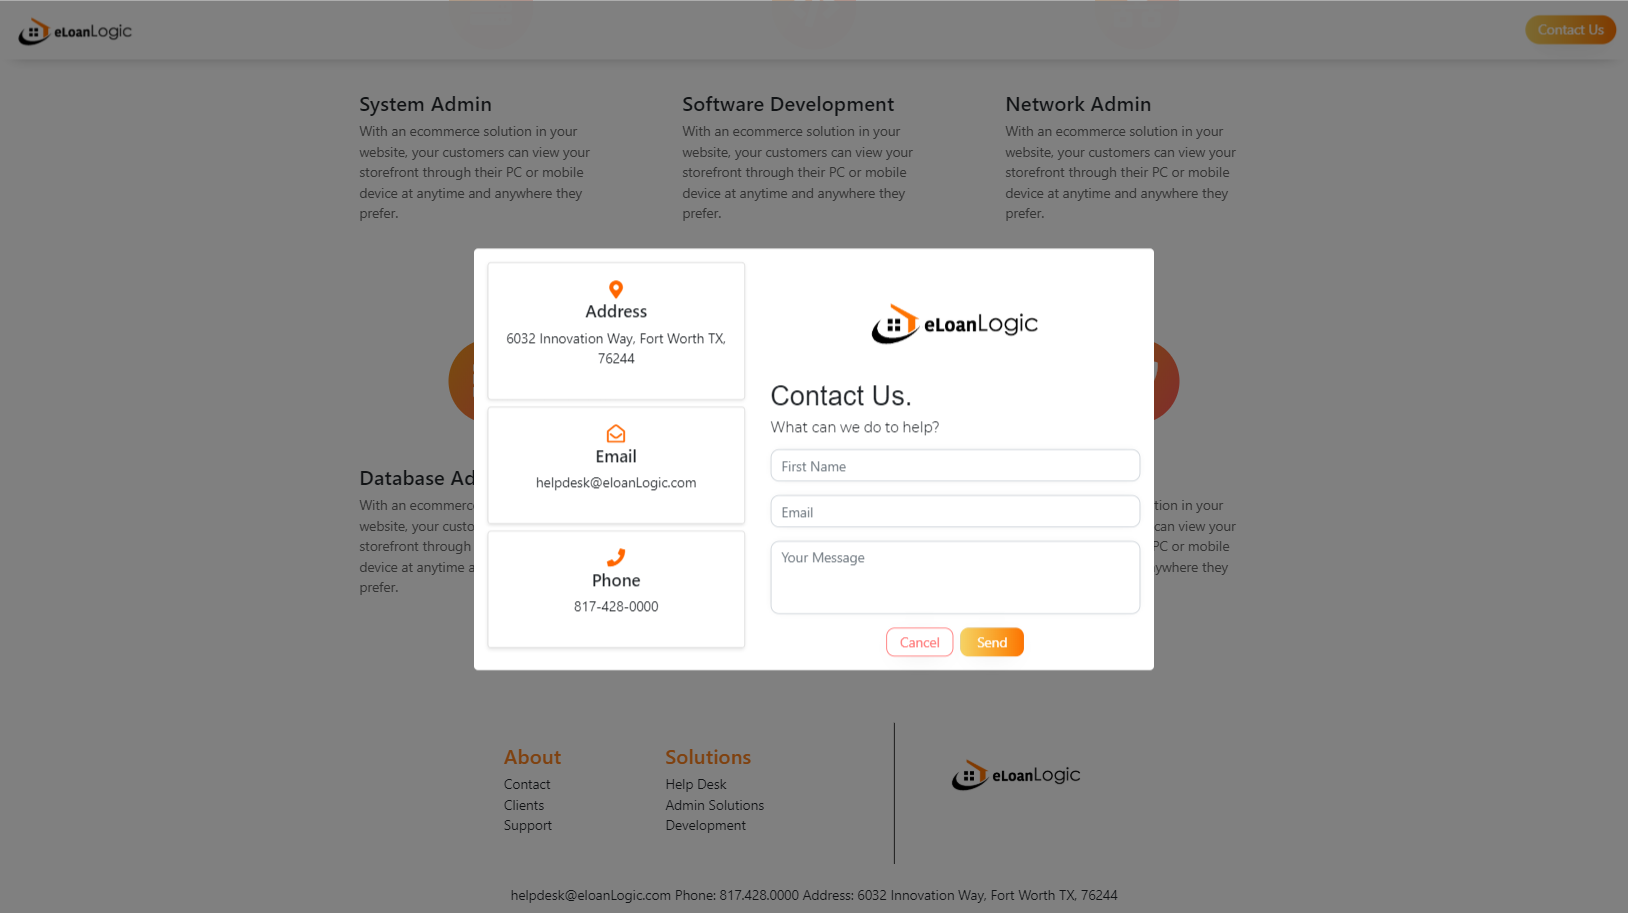 eLoanLogic
Contact Us
System Admin
With an ecommerce solution in your
website, your customers can view your
storefront through their PC or mobile
device at anytime and anywhere they
prefer.
Software Development
With an ecommerce solution in your
website, your customers can view your
storefront through their PC or mobile
device at anytime and anywhere they
prefer.
Network Admin
With an ecommerce solution in your
website, your customers can view your
storefront through their PC or mobile
device at anytime and anywhere they
prefer.
Address
6032 Innovation Way, Fort Worth TX,
76244
Email
helpdesk@eloanLogic.com
Phone
817-428-0000
eLoanLogic
Contact Us.
What can we do to help?
First Name
Email
Your Message
Cancel
Send
Database Ad
With an ecommerc
website, your custo
storefront through
device at anytime a
prefer.
tion in your
can view your
PC or mobile
ywhere they
About
Contact
Clients
Support
Solutions
Help Desk
Admin Solutions
Development
eLoanLogic
helpdesk@eloanLogic.com Phone: 817.428.0000 Address: 6032 Innovation Way, Fort Worth TX, 76244